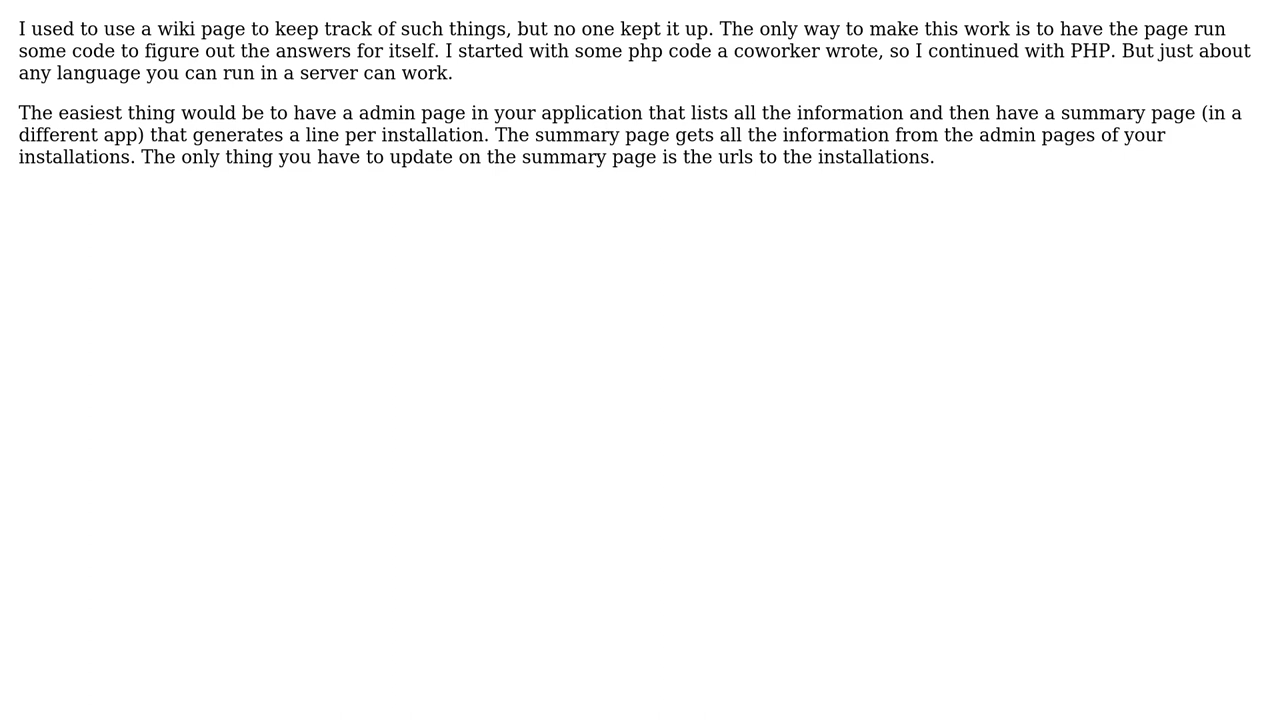 I used to use a wiki page to keep track of such things, but no one kept it up. The only way to make this work is to have the page run
some code to figure out the answers for itself. I started with some php code a coworker wrote, so I continued with PHP. But just about
any language you can run in a server can work.
The easiest thing would be to have a admin page in your application that lists all the information and then have a summary page (in a
different app) that generates a line per installation. The summary page gets all the information from the admin pages of your
installations. The only thing you have to update on the summary page is the urls to the installations.